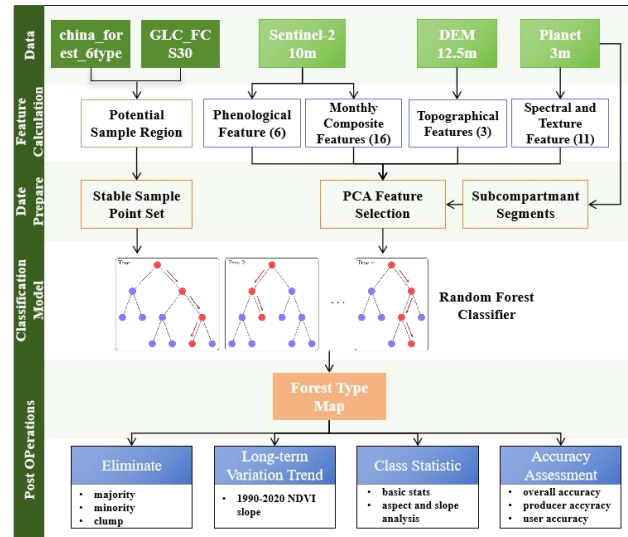 Data
china_for
est_6type
GLC_FC
S30
Sentinel-2
10m
DEM
12.5m
Planet
3m
Feature
Calculation
Potential
Sample Region
Phenological
Feature (6)
Monthly
Composite
Features (16)
Topographical
Features (3)
Spectral and
Texture
Feature (11)
Date
Prepare
Stable Sample
Point Set
PCA Feature
Selection
Subcompartmant
Segments
Classification
Model
Tree 2
...
Random Forest
Classifier
Post OPerations
Forest Type
Map
Eliminate
• majority
• minority
• clump
Long-term
Variation Trend
• 1990-2020 NDVI
slope
Class Statistic
• basic stats
• aspect and slope
analysis
Accuracy
Assessment
• overall accuracy
• producer accyracy
• user accuracy